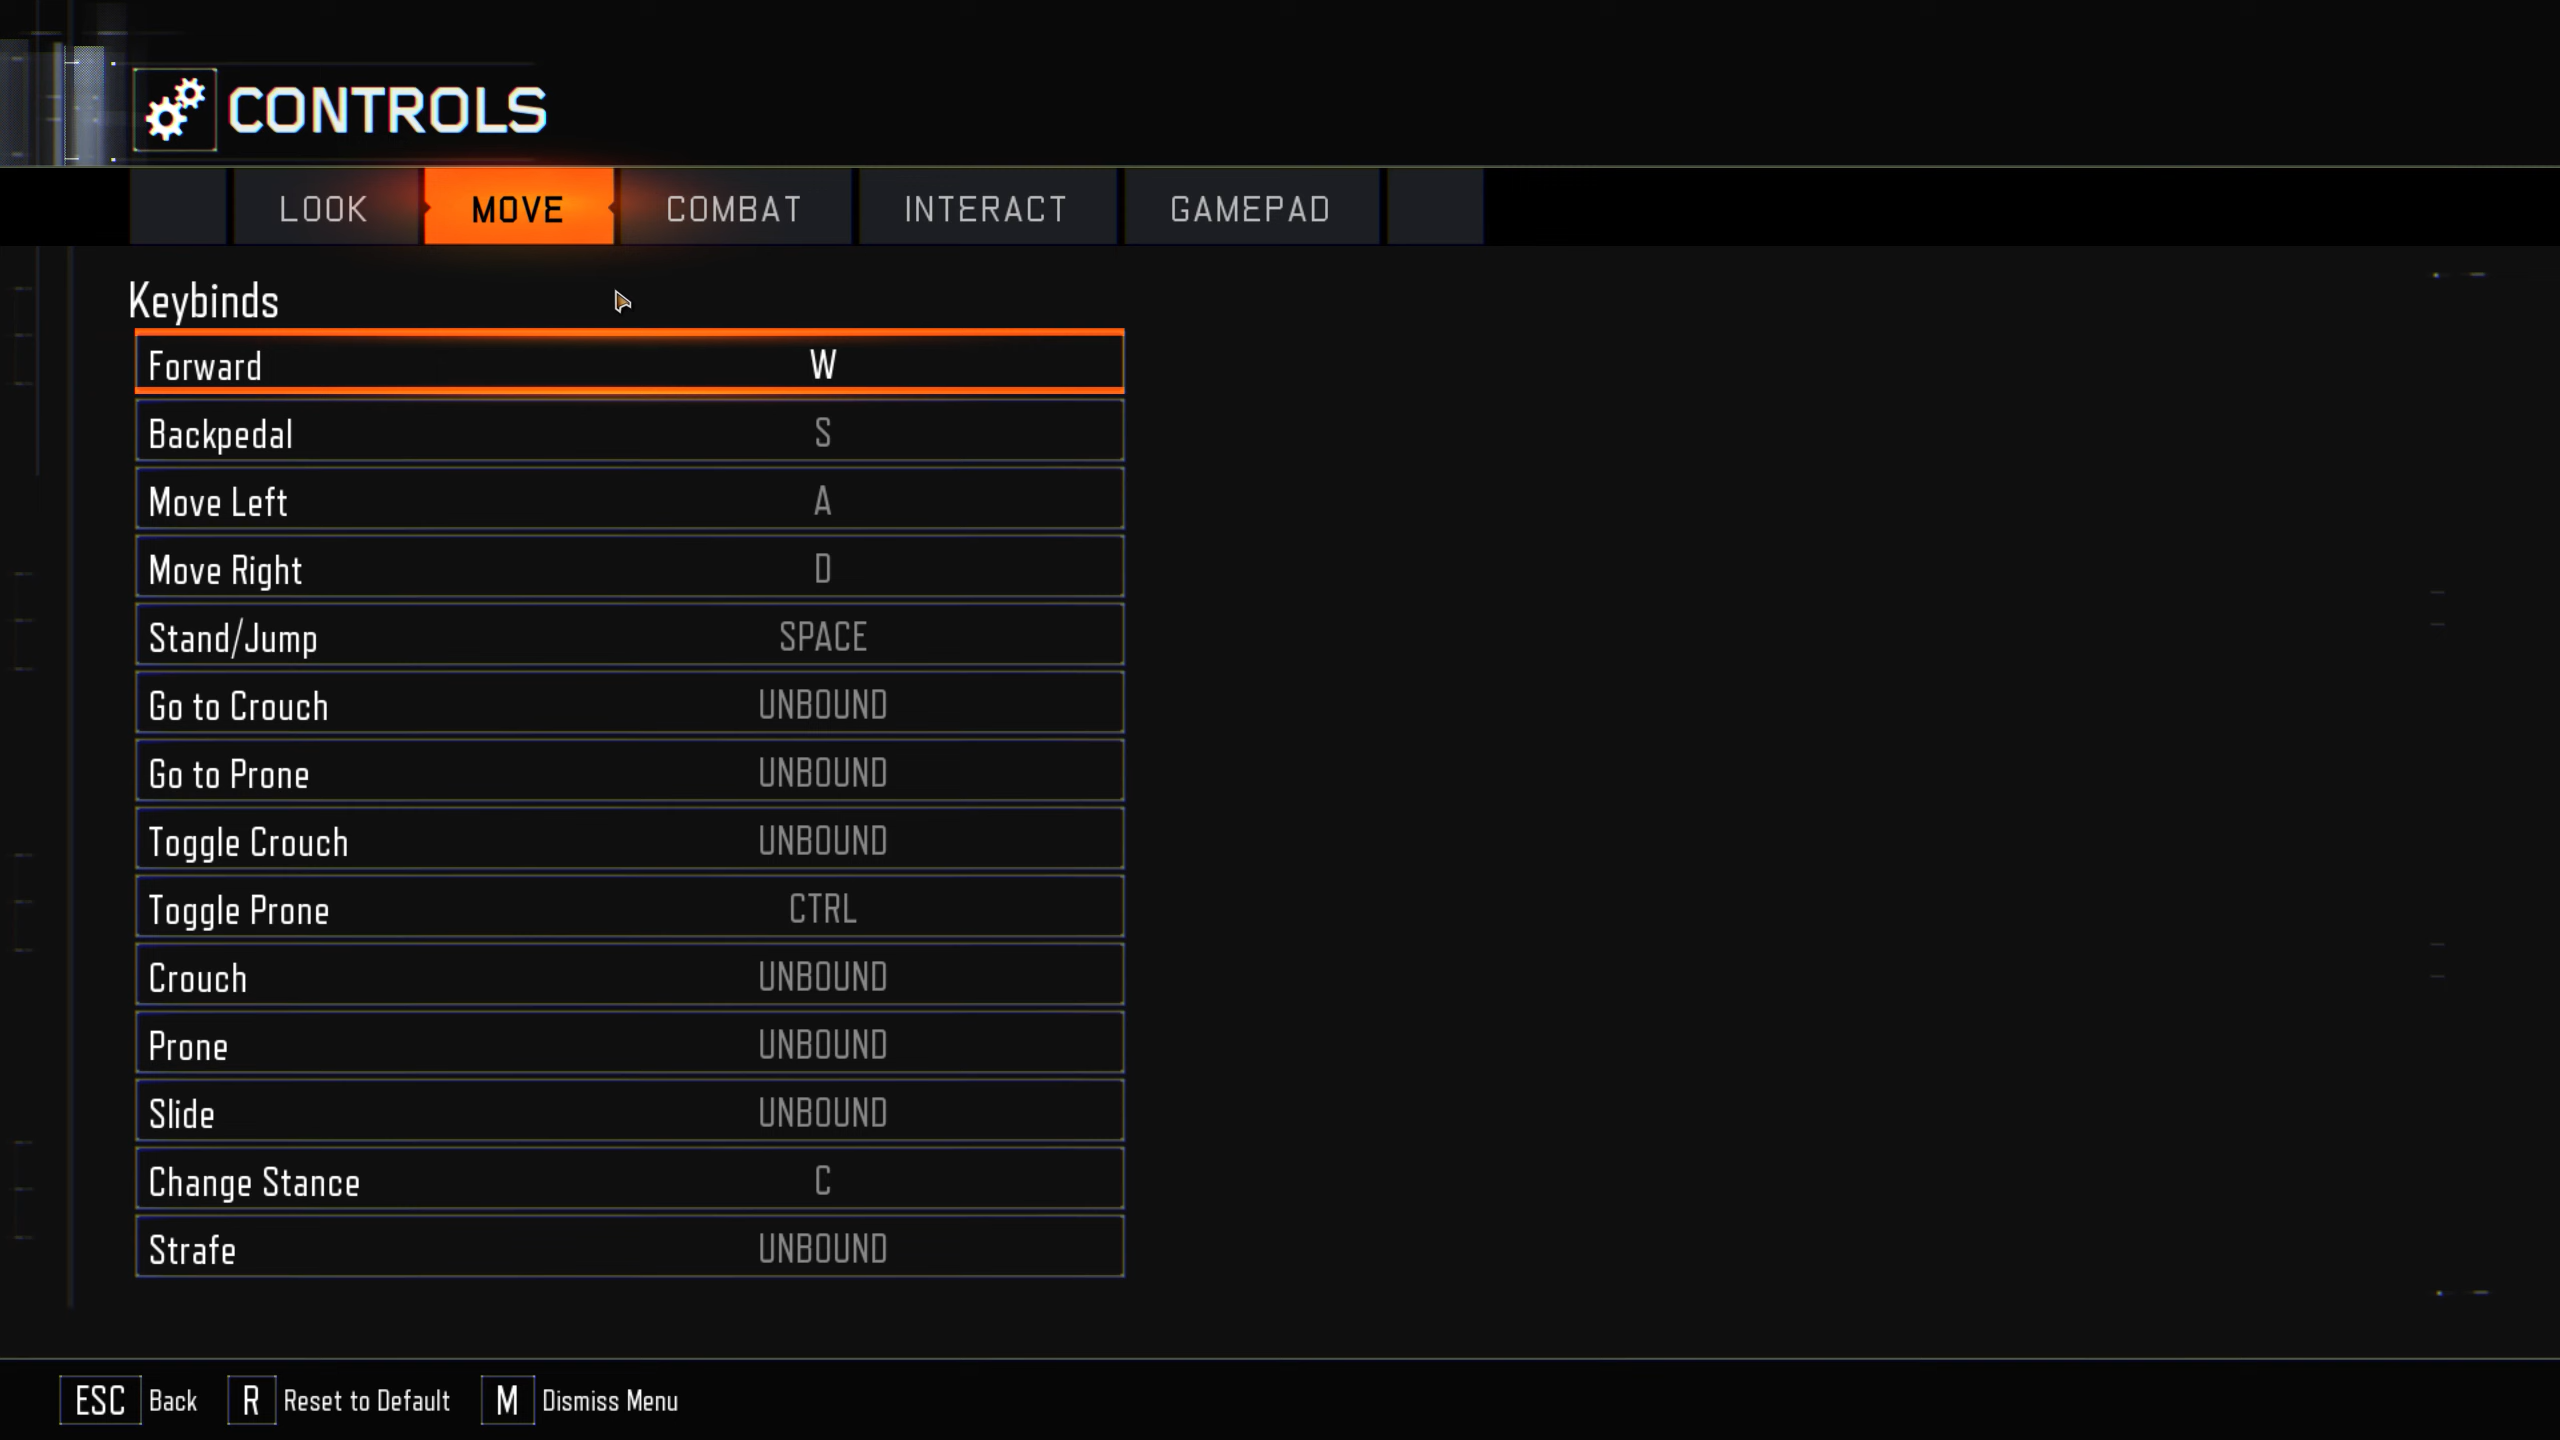 CONTROLS
LOOK MOVE COMBAT INTERACT GAMEPAD
Keybinds
Forward W
Backpedal S
Move Left A
Move Right D
Stand/Jump SPACE
Go to Crouch UNBOUND
Go to Prone UNBOUND
Toggle Crouch UNBOUND
Toggle Prone CTRL
Crouch UNBOUND
Prone UNBOUND
Slide UNBOUND
Change Stance C
Strafe UNBOUND
ESC Back R Reset to Default M Dismiss Menu